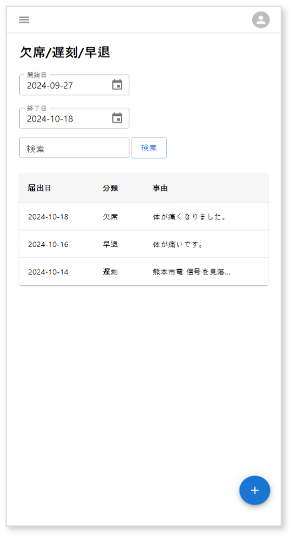 欠席/遅刻/早退
開始日
2024-09-27
終了日
2024-10-18
検索 検索
届出日 分類 事由
2024-10-18 欠席 体が痛くなりました。
2024-10-16 早退 体が痛いです。
2024-10-14 遅刻 熊本市電 信号を見落...